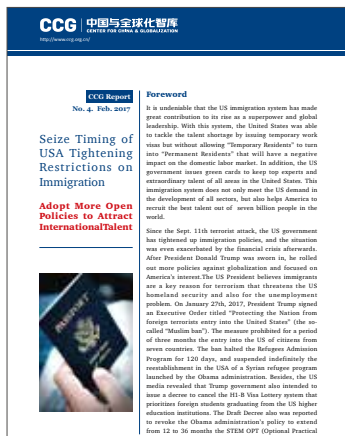 CCG 中国与全球化智库
CENTER FOR CHINA & GLOBALIZATION
http://www.ccg.org.cn/
CCG Report
No. 4. Feb. 2017
Seize Timing of
USA Tightening
Restrictions on
Immigration
Adopt More Open
Policies to Attract
InternationalTalent
Foreword
It is undeniable that the US immigration system has made
great contribution to its rise as a superpower and global
leadership. With this system, the United States was able
to tackle the talent shortage by issuing temporary work
visas but without allowing "Temporary Residents" to turn
into "Permanent Residents" that will have a negative
impact on the domestic labor market. In addition, the US
government issues green cards to keep top experts and
extraordinary talent of all areas in the United States. This
immigration system does not only meet the US demand in
the development of all sectors, but also helps America to
recruit the best talent out of seven billion people in the
world.
Since the Sept. 11th terrorist attack, the US government
has tightened up immigration policies, and the situation
was even exacerbated by the financial crisis afterwards.
After President Donald Trump was sworn in, he rolled
out more policies against globalization and focused on
America's interest.The US President believes immigrants
are a key reason for terrorism that threatens the US
homeland security and also for the unemployment
problem. On January 27th, 2017, President Trump signed
an Executive Order titled "Protecting the Nation from
foreign terrorists entry into the United States" (the so-
called "Muslim ban"). The measure prohibited for a period
of three months the entry into the US of citizens from
seven countries. The ban halted the Refugees Admission
Program for 120 days, and suspended indefinitely the
reestablishment in the USA of a Syrian refugee program
launched by the Obama administration. Besides, the US
media revealed that Trump government also intended to
issue a decree to cancel the H1-B Visa Lottery system that
prioritizes foreign students graduating from the US higher
education institutions. The Draft Decree also was reported
to revoke the Obama administration's policy to extend
from 12 to 36 months the STEM OPT (Optional Practical